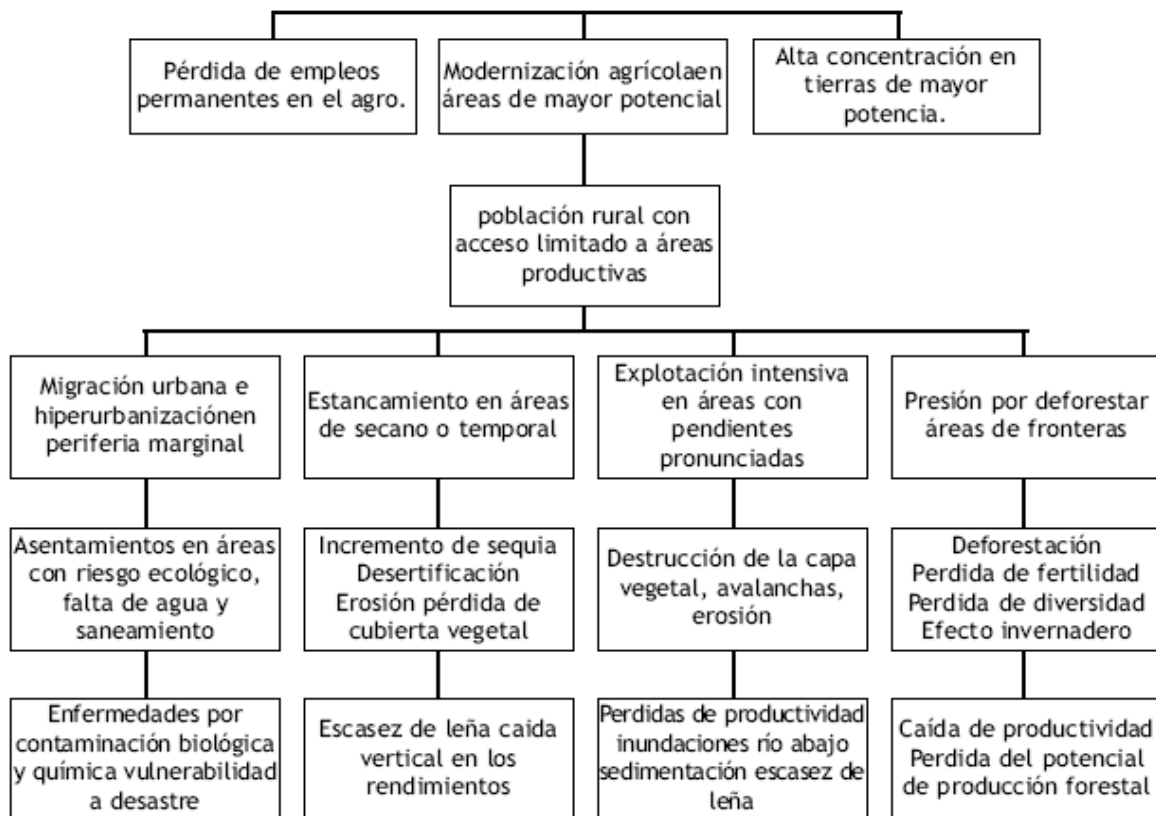 Pérdida de empleos
permanentes en el agro.
Modernización agrícolaen
áreas de mayor potencial
Alta concentración en
tierras de mayor
potencia.
población rural con
acceso limitado a áreas
productivas
Migración urbana e
hiperurbanizaciónen
periferia marginal
Estancamiento en áreas
de secano o temporal
Explotación intensiva
en áreas con
pendientes
pronunciadas
Presión por deforestar
áreas de fronteras
Asentamientos en áreas
con riesgo ecológico,
falta de agua y
saneamiento
Incremento de sequia
Desertificación
Erosión pérdida de
cubierta vegetal
Destrucción de la capa
vegetal, avalanchas,
erosión
Deforestación
Perdida de fertilidad
Perdida de diversidad
Efecto invernadero
Enfermedades por
contaminación biológica
y química vulnerabilidad
a desastre
Escasez de leña caida
vertical en los
rendimientos
Perdidas de productividad
inundaciones río abajo
sedimentación escasez de
leña
Caída de productividad
Perdida del potencial
de producción forestal